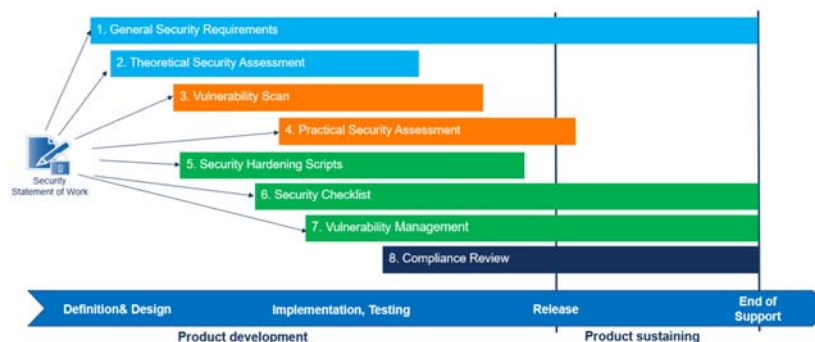 1. General Security Requirements
2. Theoretical Security Assessment
3. Vulnerability Scan
4. Practical Security Assessment
Security
Statement of Work
5. Security Hardening Scripts
6. Security Checklist
7. Vulnerability Management
8. Compliance Review
Definition& Design
Implementation, Testing
Release
End of
Support
Product development
Product sustaining